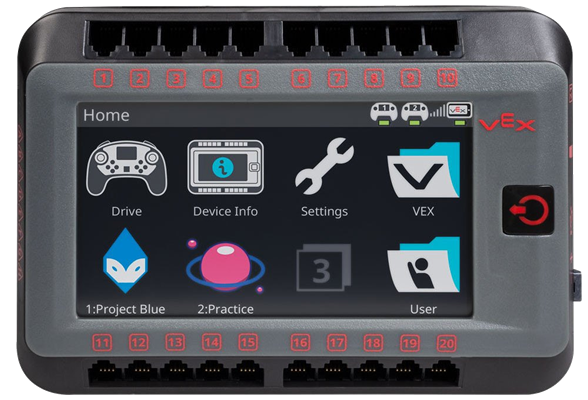 1 2 3 4 5 6 7 8 9 10
Home
1 2 VEX
VEX
Drive Device Info Settings VEX
3
1:Project Blue 2:Practice User
11 12 13 14 15 16 17 18 19 20